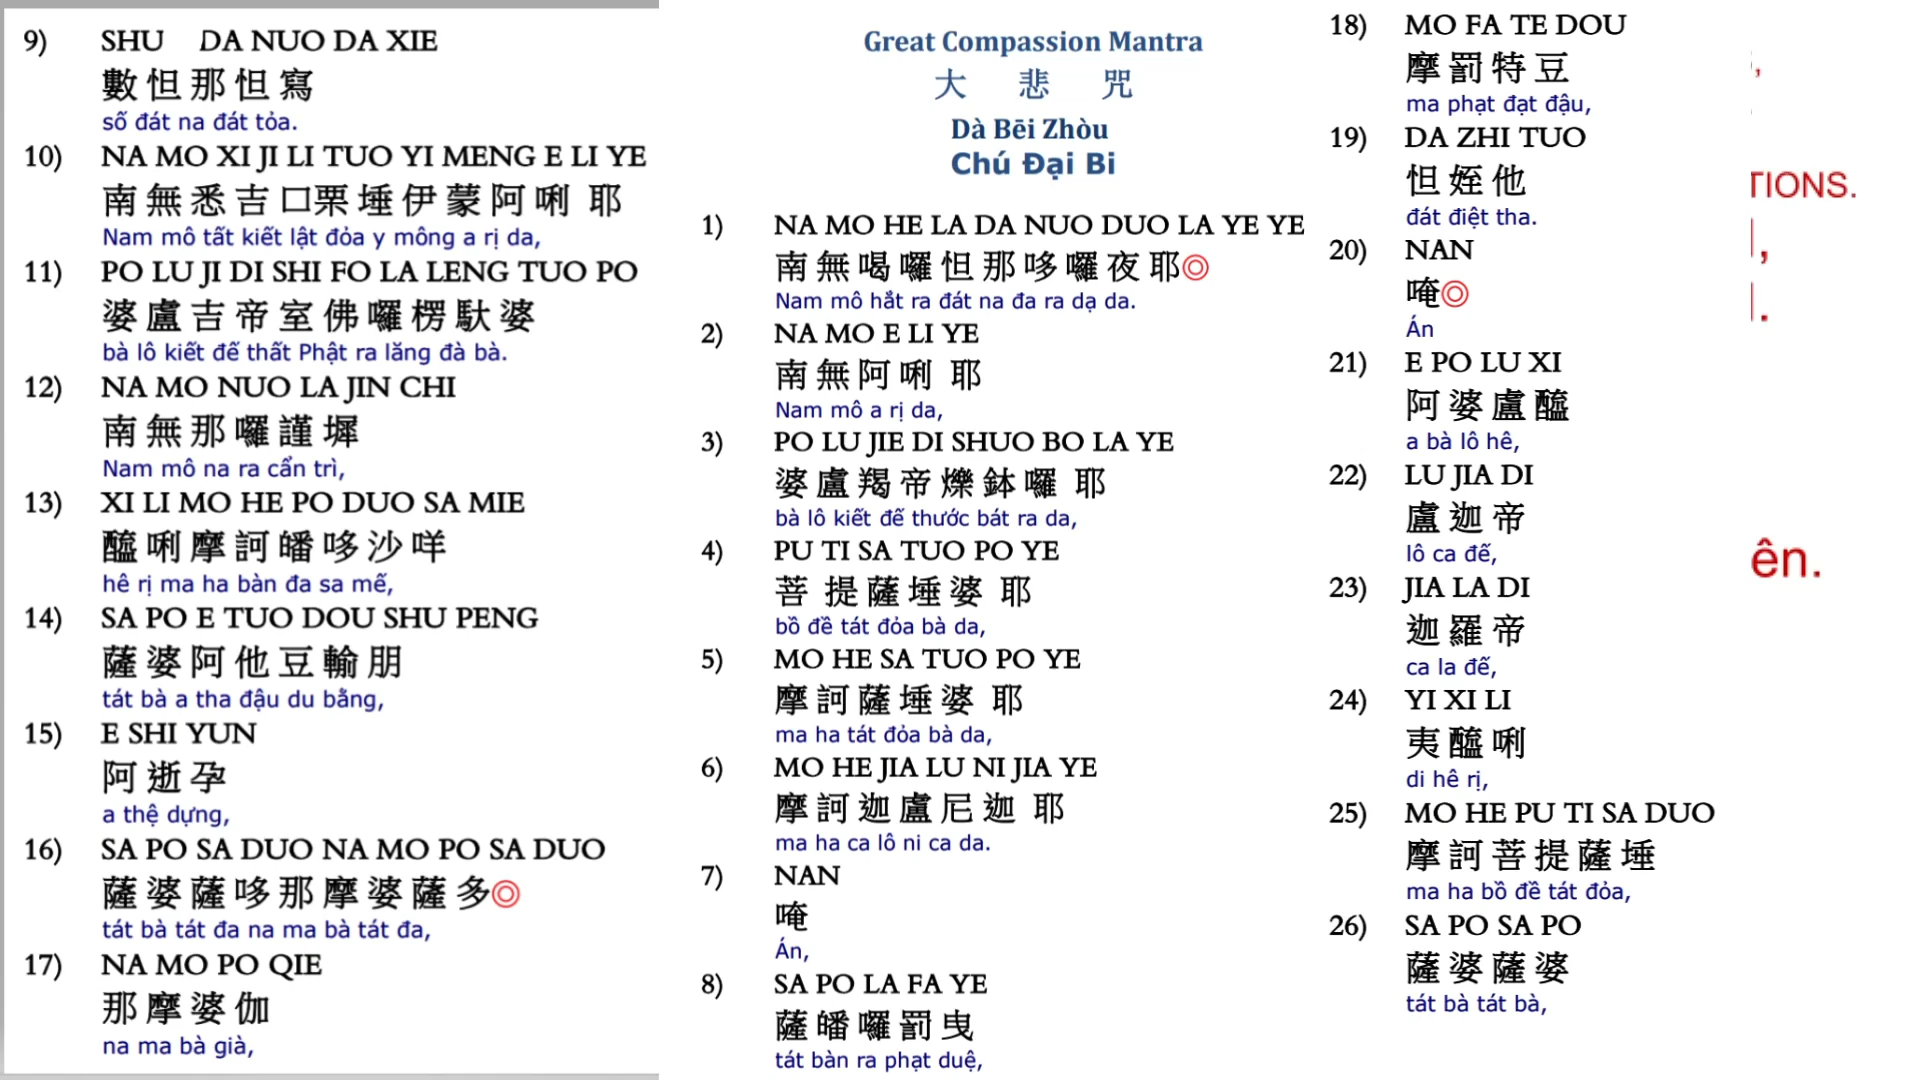 9) SHU DA NUO DA XIE
數 怛 那 怛 寫
số đát na đát tỏa.
10) NA MO XI JI LI TUO YI MENG E LI YE
南 無 悉 吉 口栗 埵 伊 蒙 阿 唎 耶
Nam mô tất kiết lật đỏa y mông a rị da,
11) PO LU JI DI SHI FO LA LENG TUO PO
婆 盧 吉 帝 室 佛 囉 楞 馱 婆
bà lô kiết đế thất Phật ra lăng đà bà.
12) NA MO NUO LA JIN CHI
南 無 那 囉 謹 墀
Nam mô na ra cẩn trì,
13) XI LI MO HE PO DUO SA MIE
醯 唎 摩 訶 皤 哆 沙 咩
hê rị ma ha bàn đa sa mế,
14) SA PO E TUO DOU SHU PENG
薩 婆 阿 他 豆 輸 朋
tát bà a tha đậu du bằng,
15) E SHI YUN
阿 逝 孕
a thệ dựng,
16) SA PO SA DUO NA MO PO SA DUO
薩 婆 薩 哆 那 摩 婆 薩 多◎
tát bà tát đa na ma bà tát đa,
17) NA MO PO QIE
那 摩 婆 伽
na ma bà già,
Great Compassion Mantra
大 悲 咒
Dà Bēi Zhòu
Chú Đại Bi
1) NA MO HE LA DA NUO DUO LA YE YE
南 無 喝 囉 怛 那 哆 囉 夜 耶◎
Nam mô hắt ra đát na đa ra dạ da.
2) NA MO E LI YE
南 無 阿 唎 耶
Nam mô a rị da,
3) PO LU JIE DI SHUO BO LA YE
婆 盧 羯 帝 爍 鉢 囉 耶
bà lô kiết đế thước bát ra da,
4) PU TI SA TUO PO YE
菩 提 薩 埵 婆 耶
bồ đề tát đỏa bà da,
5) MO HE SA TUO PO YE
摩 訶 薩 埵 婆 耶
ma ha tát đỏa bà da,
6) MO HE JIA LU NI JIA YE
摩 訶 迦 盧 尼 迦 耶
ma ha ca lô ni ca da.
7) NAN
唵
Án,
8) SA PO LA FA YE
薩 皤 囉 罰 曳
tát bàn ra phạt duệ,
18) MO FA TE DOU
摩 罰 特 豆
ma phạt đạt đậu,
19) DA ZHI TUO
怛 姪 他
đát điệt tha.
20) NAN
唵◎
Án
21) E PO LU XI
阿 婆 盧 醯
a bà lô hê,
22) LU JIA DI
盧 迦 帝
lô ca đế,
23) JIA LA DI
迦 羅 帝
ca la đế,
24) YI XI LI
夷 醯 唎
di hê rị,
25) MO HE PU TI SA DUO
摩 訶 菩 提 薩 埵
ma ha bồ đề tát đỏa,
26) SA PO SA PO
薩 婆 薩 婆
tát bà tát bà,
TIONS.
ên.